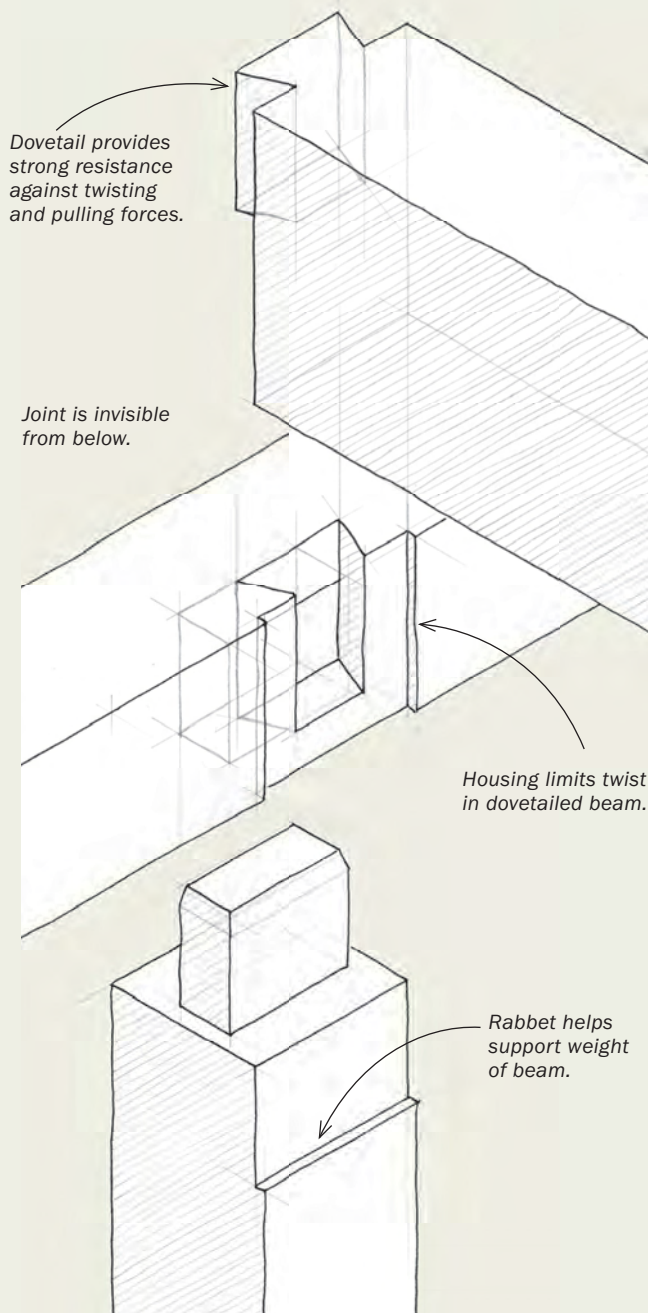 Dovetail provides
strong resistance
against twisting
and pulling forces.
Joint is invisible
from below.
Housing limits twist
in dovetailed beam.
Rabbet helps
support weight
of beam.